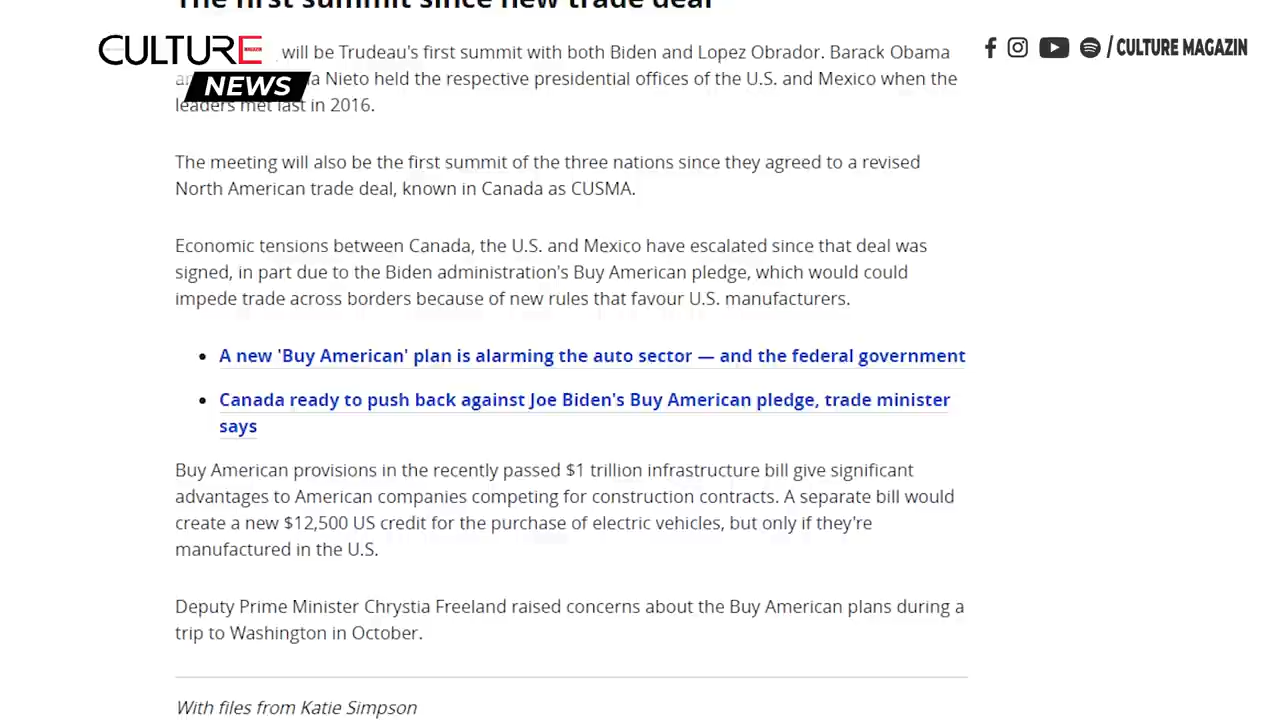 The first summit since new trade deal
CULTURE
NEWS
/ CULTURE MAGAZIN
will be Trudeau's first summit with both Biden and Lopez Obrador. Barack Obama
Nieto held the respective presidential offices of the U.S. and Mexico when the
leaders met last in 2016.
The meeting will also be the first summit of the three nations since they agreed to a revised
North American trade deal, known in Canada as CUSMA.
Economic tensions between Canada, the U.S. and Mexico have escalated since that deal was
signed, in part due to the Biden administration's Buy American pledge, which would could
impede trade across borders because of new rules that favour U.S. manufacturers.
• A new 'Buy American' plan is alarming the auto sector — and the federal government
• Canada ready to push back against Joe Biden's Buy American pledge, trade minister
says
Buy American provisions in the recently passed $1 trillion infrastructure bill give significant
advantages to American companies competing for construction contracts. A separate bill would
create a new $12,500 US credit for the purchase of electric vehicles, but only if they're
manufactured in the U.S.
Deputy Prime Minister Chrystia Freeland raised concerns about the Buy American plans during a
trip to Washington in October.
With files from Katie Simpson